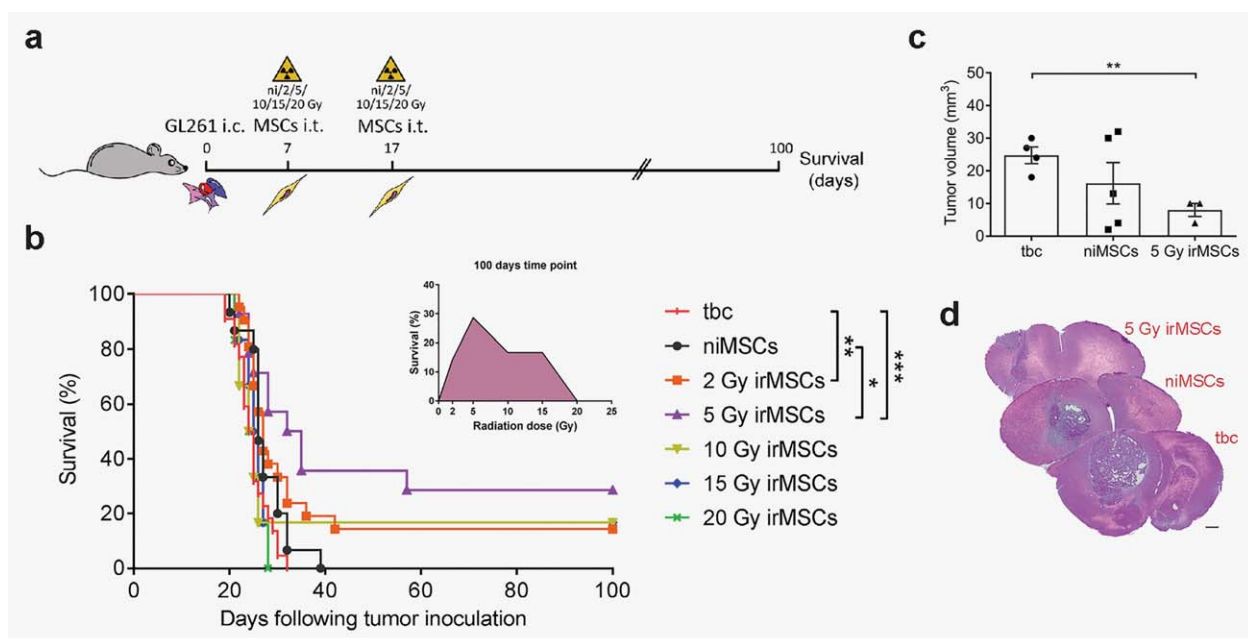 a
ni/2/5/
10/15/20 Gy
ni/2/5/
10/15/20 Gy
GL261 i.c.
MSCs i.t.
MSCs i.t.
0
7
17
100
Survival
(days)
c
**
Tumor volume (mm³)
50
40
30
20
10
0
tbc
niMSCs
5 Gy irMSCs
b
Survival (%)
100
80
60
40
20
0
0
20
40
60
80
100
Days following tumor inoculation
100 days time point
Survival (%)
40
30
20
10
0
0
2
5
10
15
20
25
Radiation dose (Gy)
tbc
niMSCs
2 Gy irMSCs
5 Gy irMSCs
10 Gy irMSCs
15 Gy irMSCs
20 Gy irMSCs
**
*
***
d
5 Gy irMSCs
niMSCs
tbc